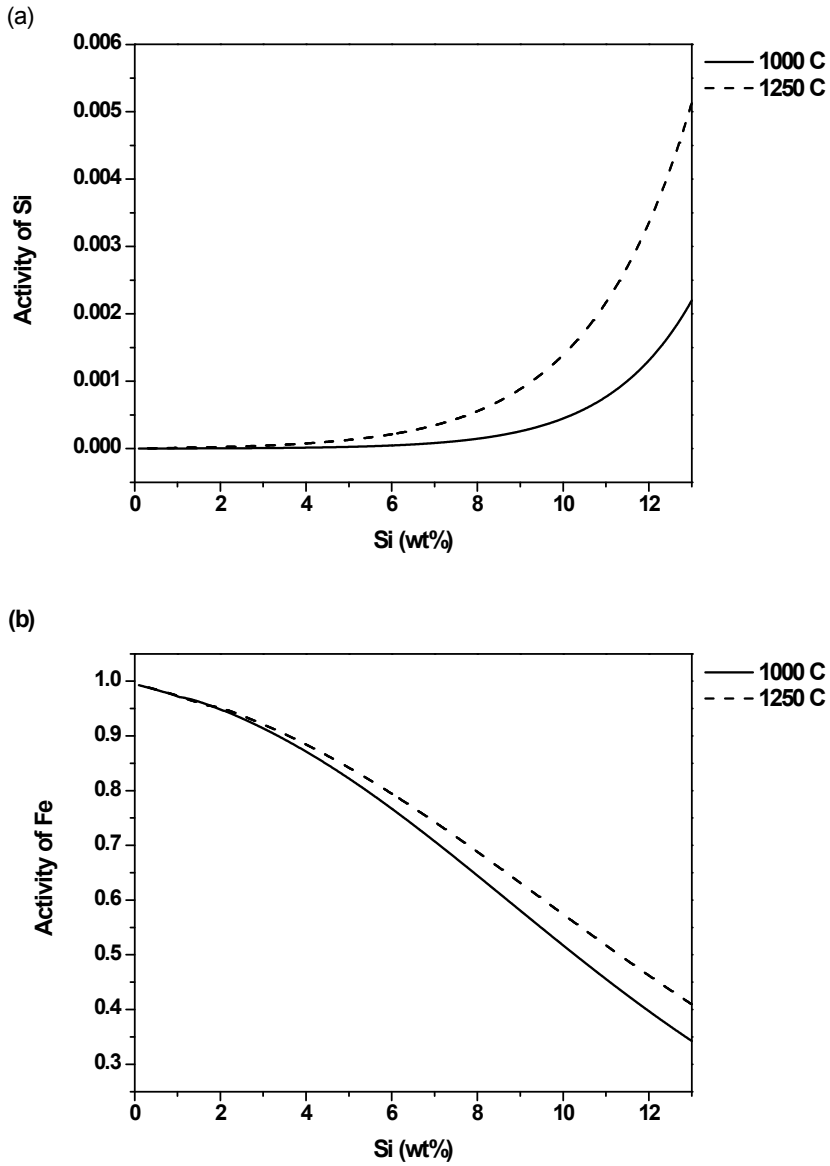 (a)
0.006
0.005
0.004
0.003
0.002
0.001
0.000
Activity of Si
0 2 4 6 8 10 12
Si (wt%)
1000 C
1250 C
(b)
1.0
0.9
0.8
0.7
0.6
0.5
0.4
0.3
Activity of Fe
0 2 4 6 8 10 12
Si (wt%)
1000 C
1250 C